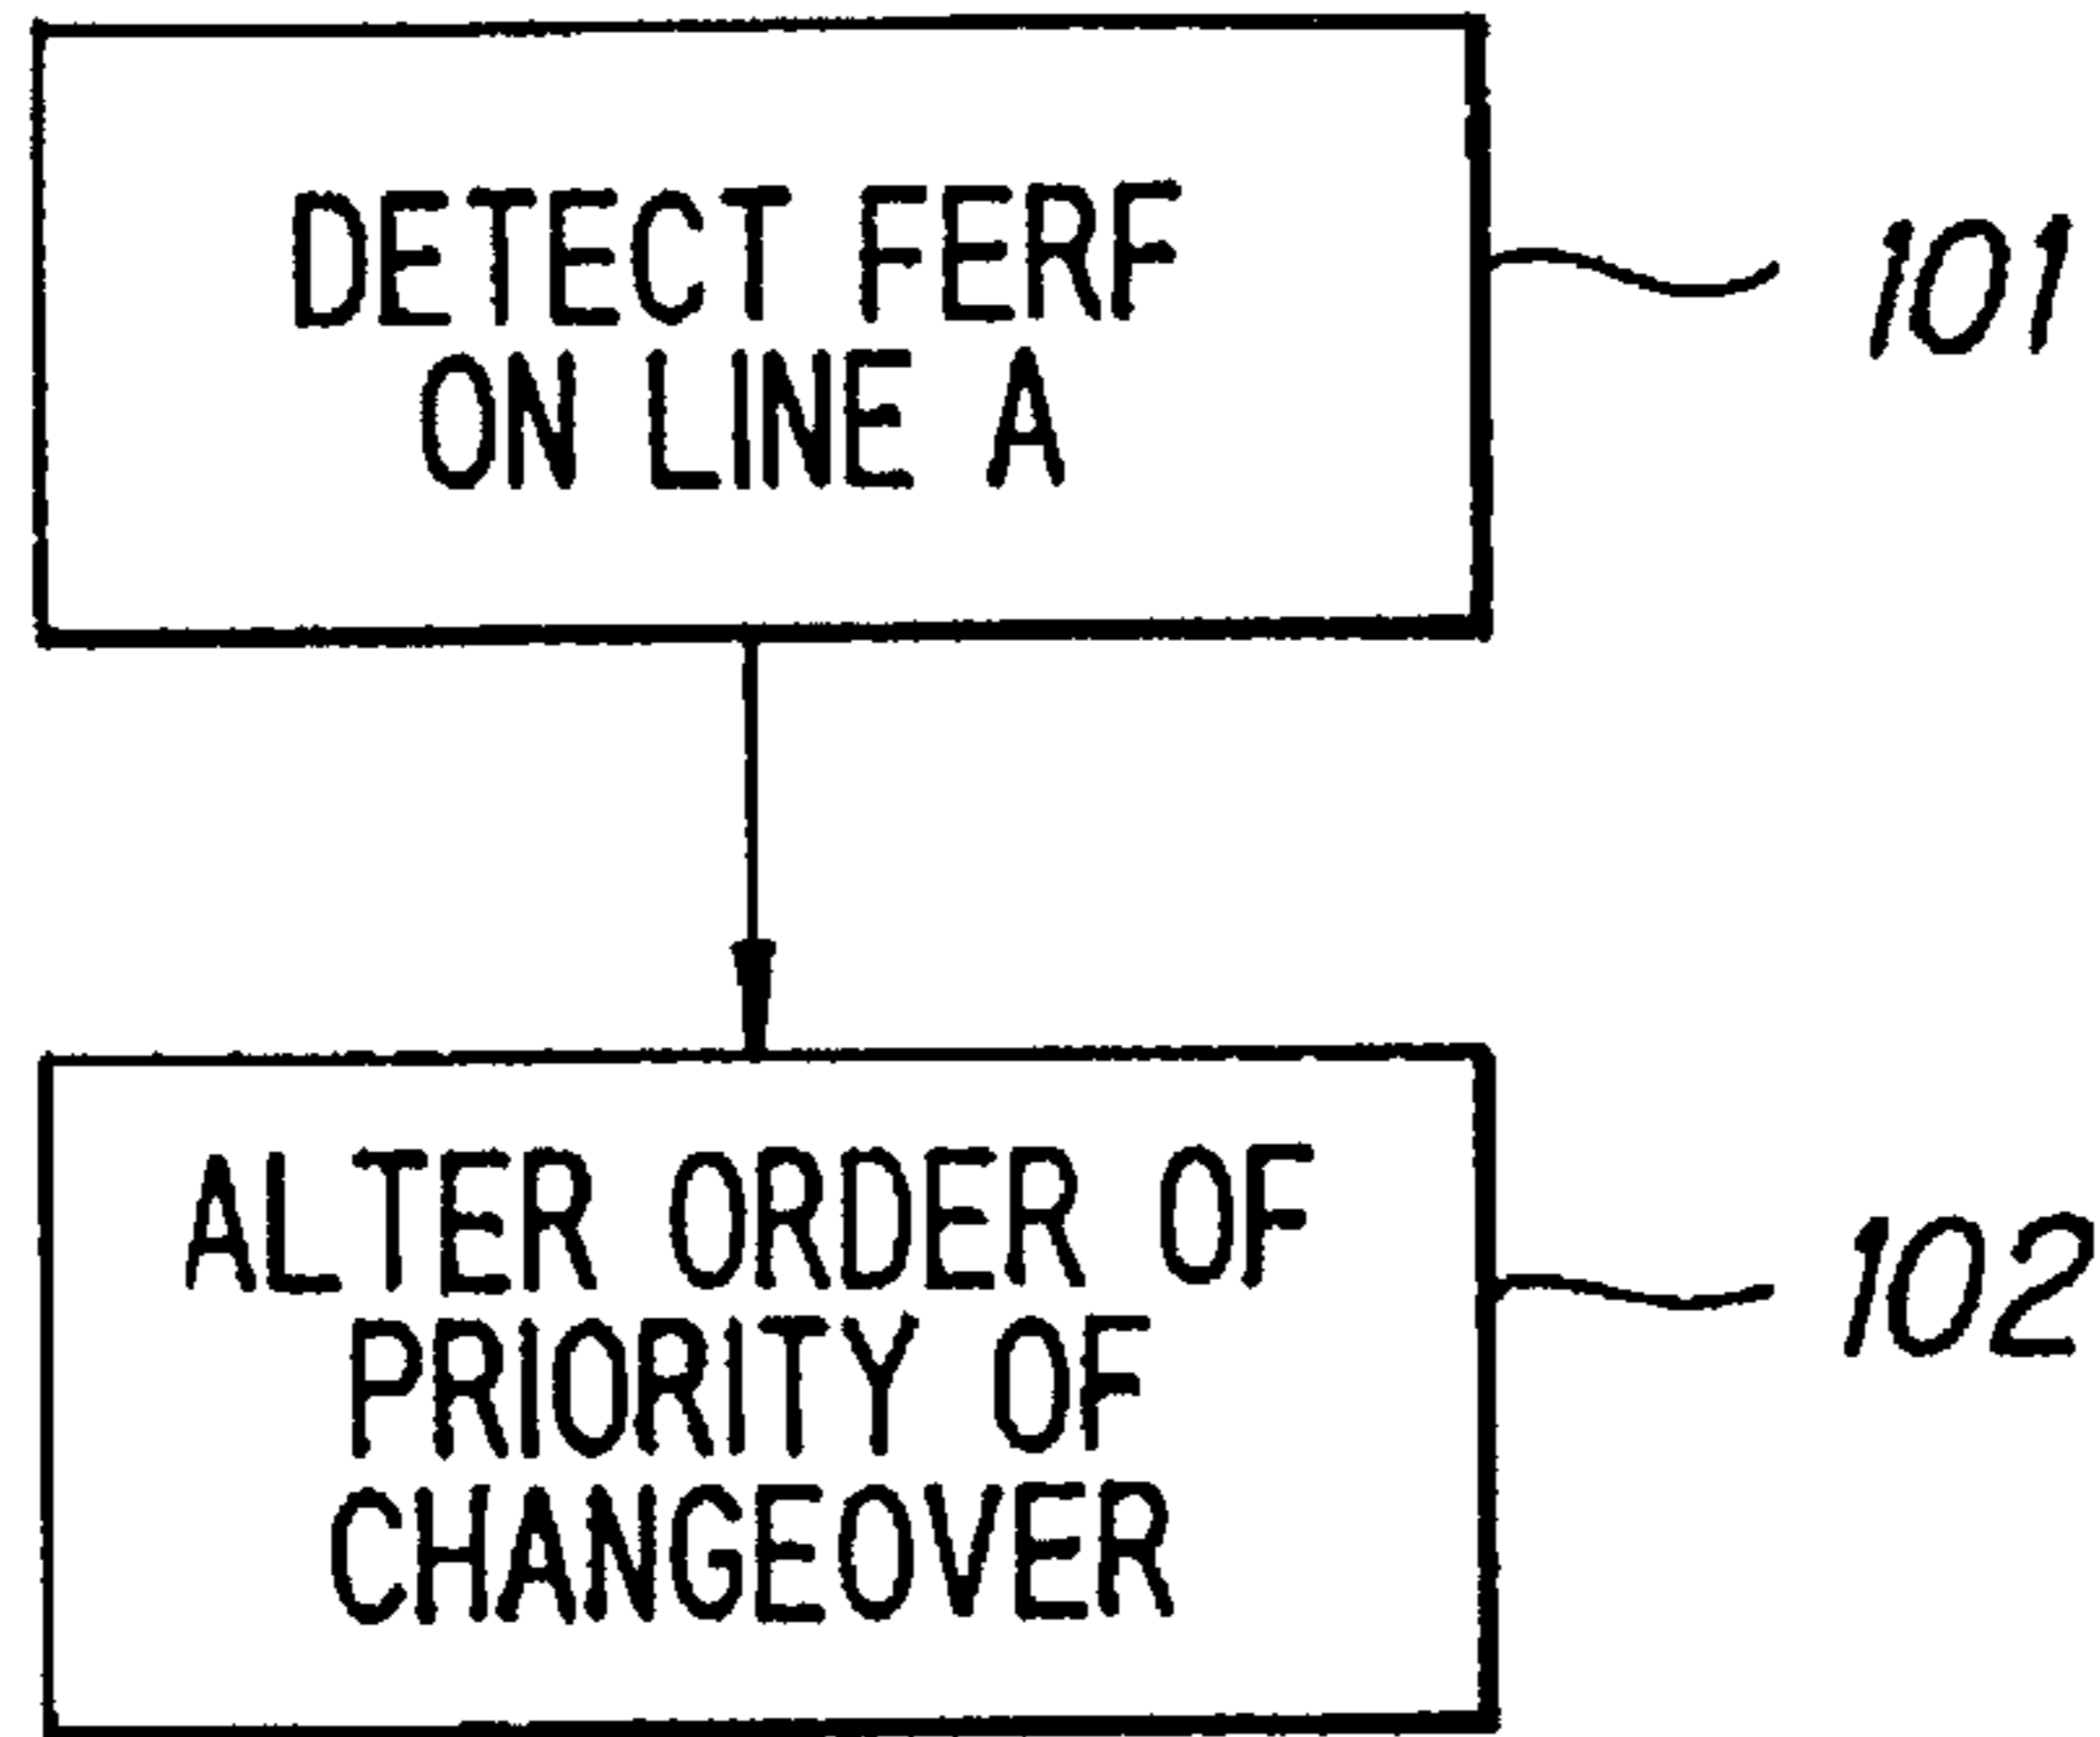 DETECT FERF
ON LINE A
101
ALTER ORDER OF
PRIORITY OF
CHANGEOVER
102